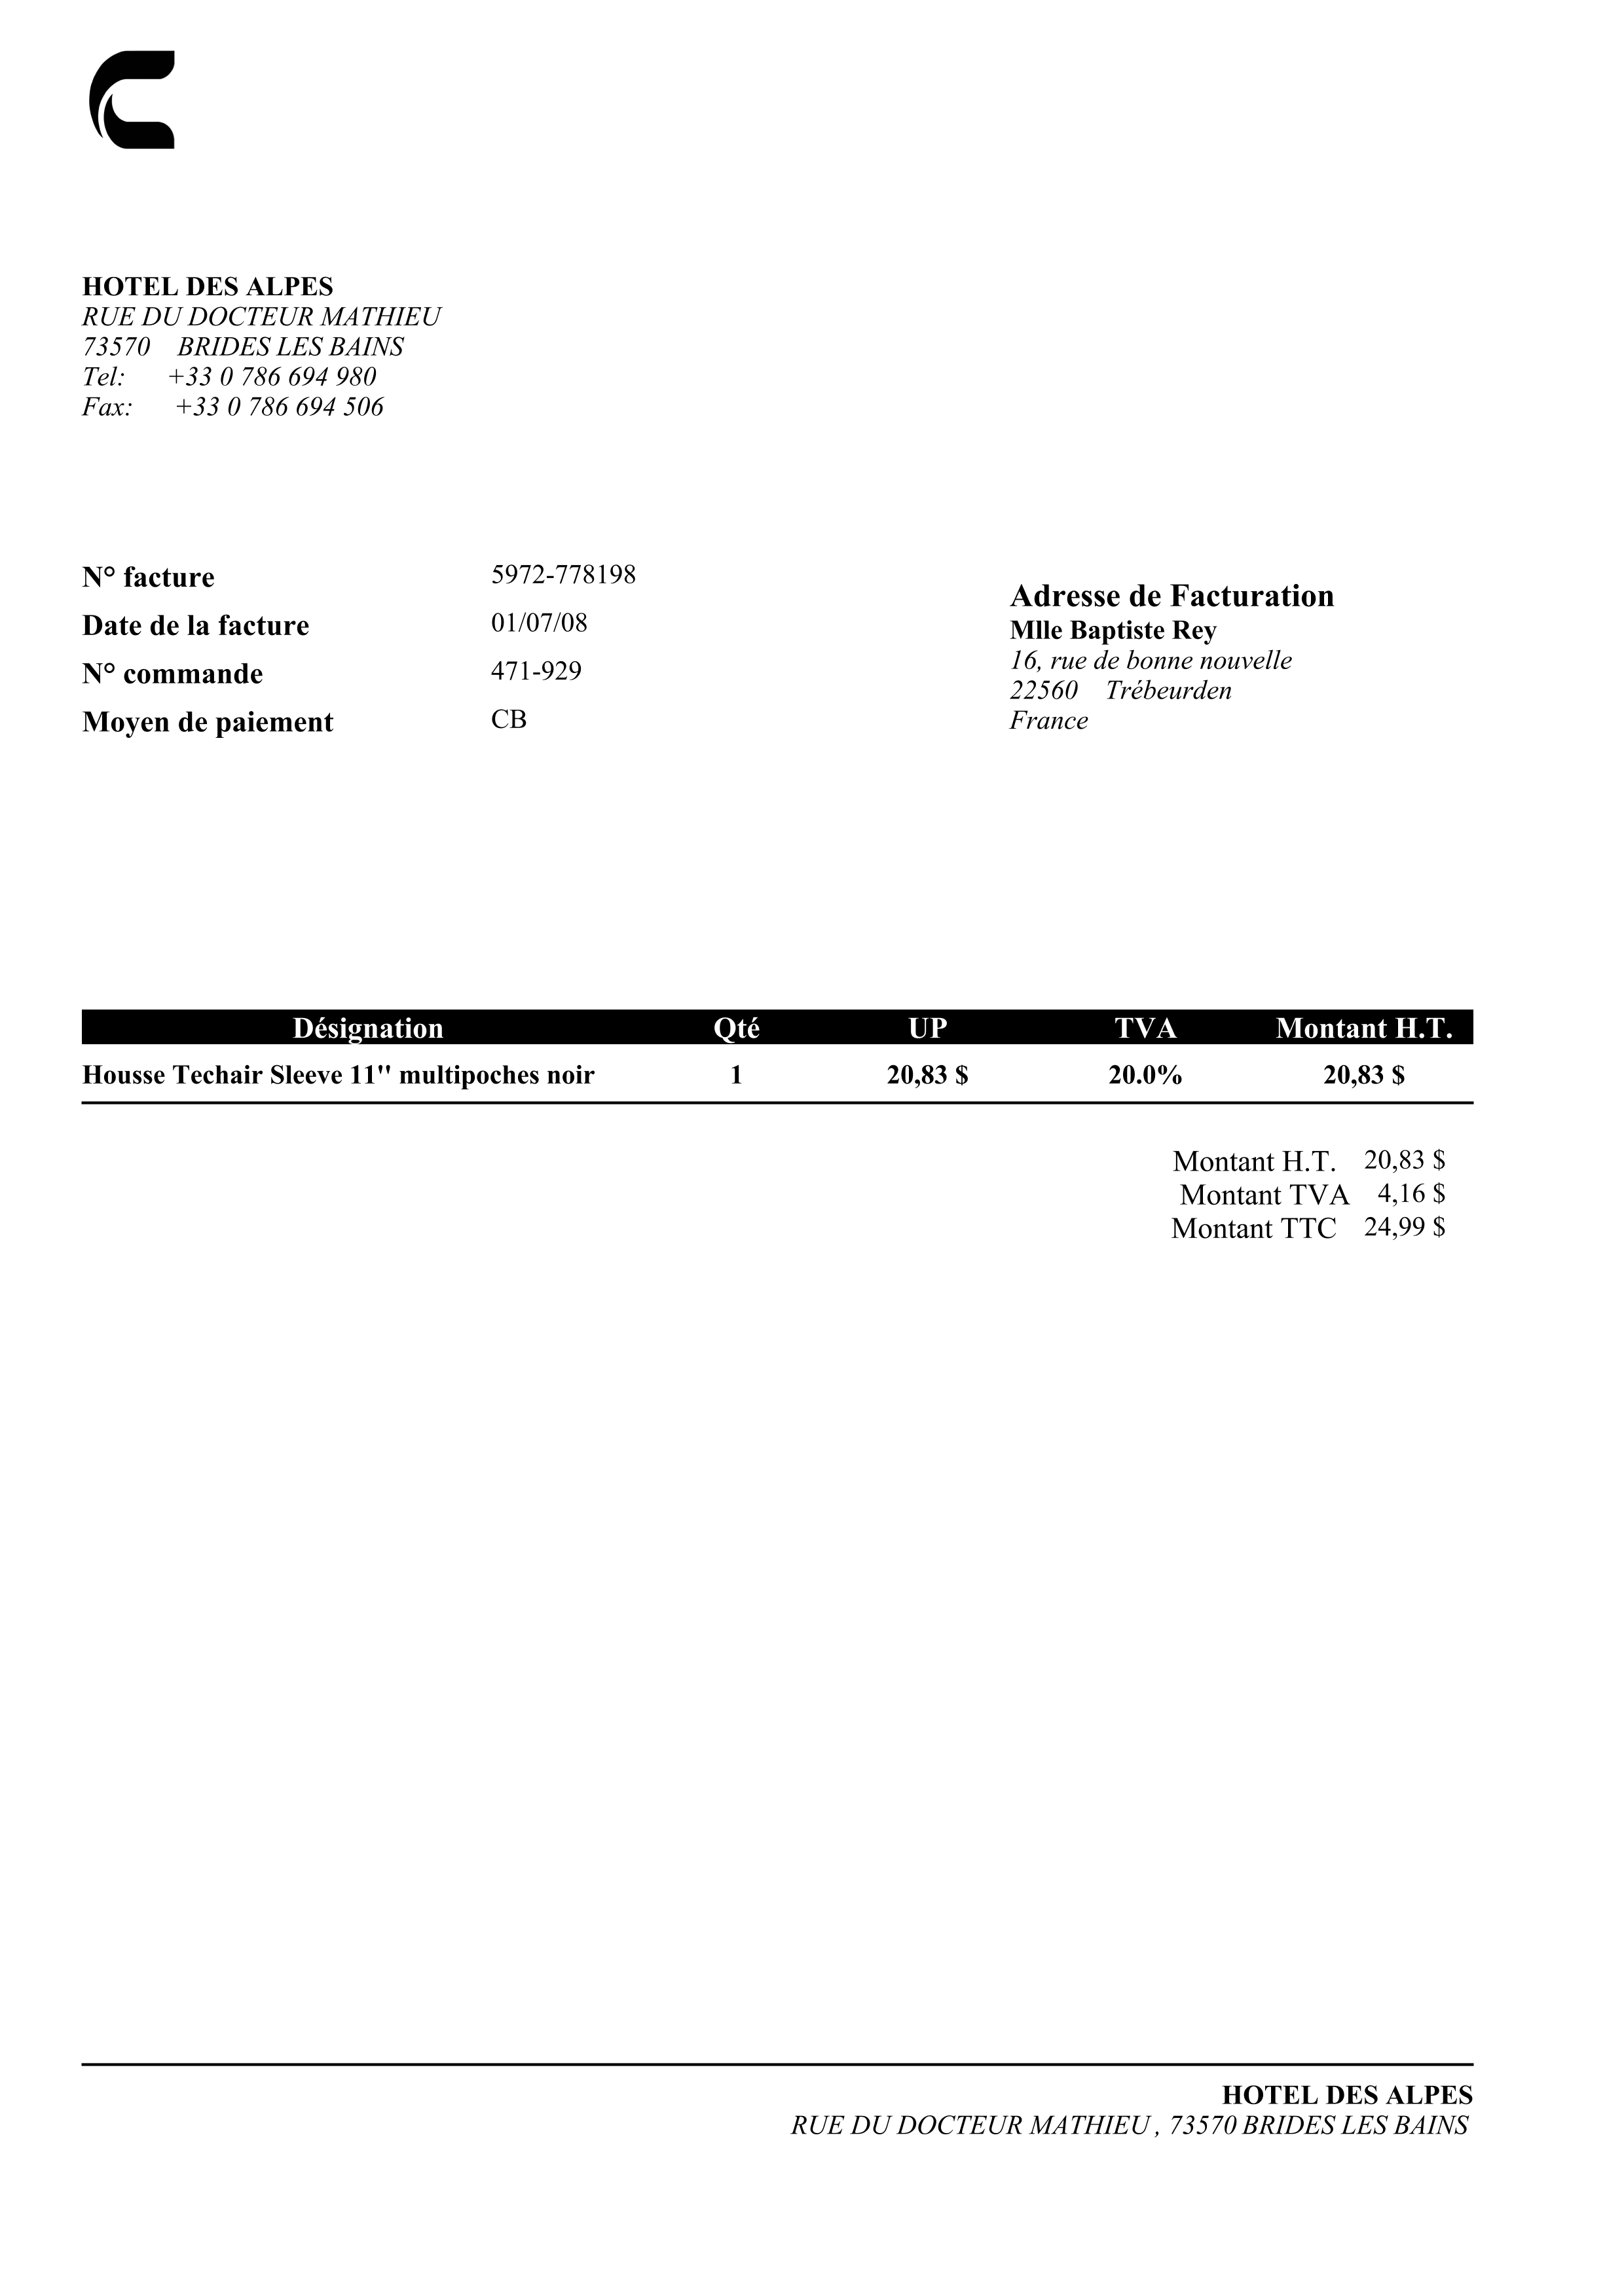 HOTEL DES ALPES
RUE DU DOCTEUR MATHIEU
73570 BRIDES LES BAINS
Tel: +33 0 786 694 980
Fax: +33 0 786 694 506
N° facture 5972-778198
Date de la facture 01/07/08
N° commande 471-929
Moyen de paiement CB
Adresse de Facturation
Mlle Baptiste Rey
16, rue de bonne nouvelle
22560 Trébeurden
France
Désignation Qté UP TVA Montant H.T.
Housse Techair Sleeve 11'' multipoches noir 1 20,83 $ 20.0% 20,83 $
Montant H.T. 20,83 $
Montant TVA 4,16 $
Montant TTC 24,99 $
HOTEL DES ALPES
RUE DU DOCTEUR MATHIEU , 73570 BRIDES LES BAINS